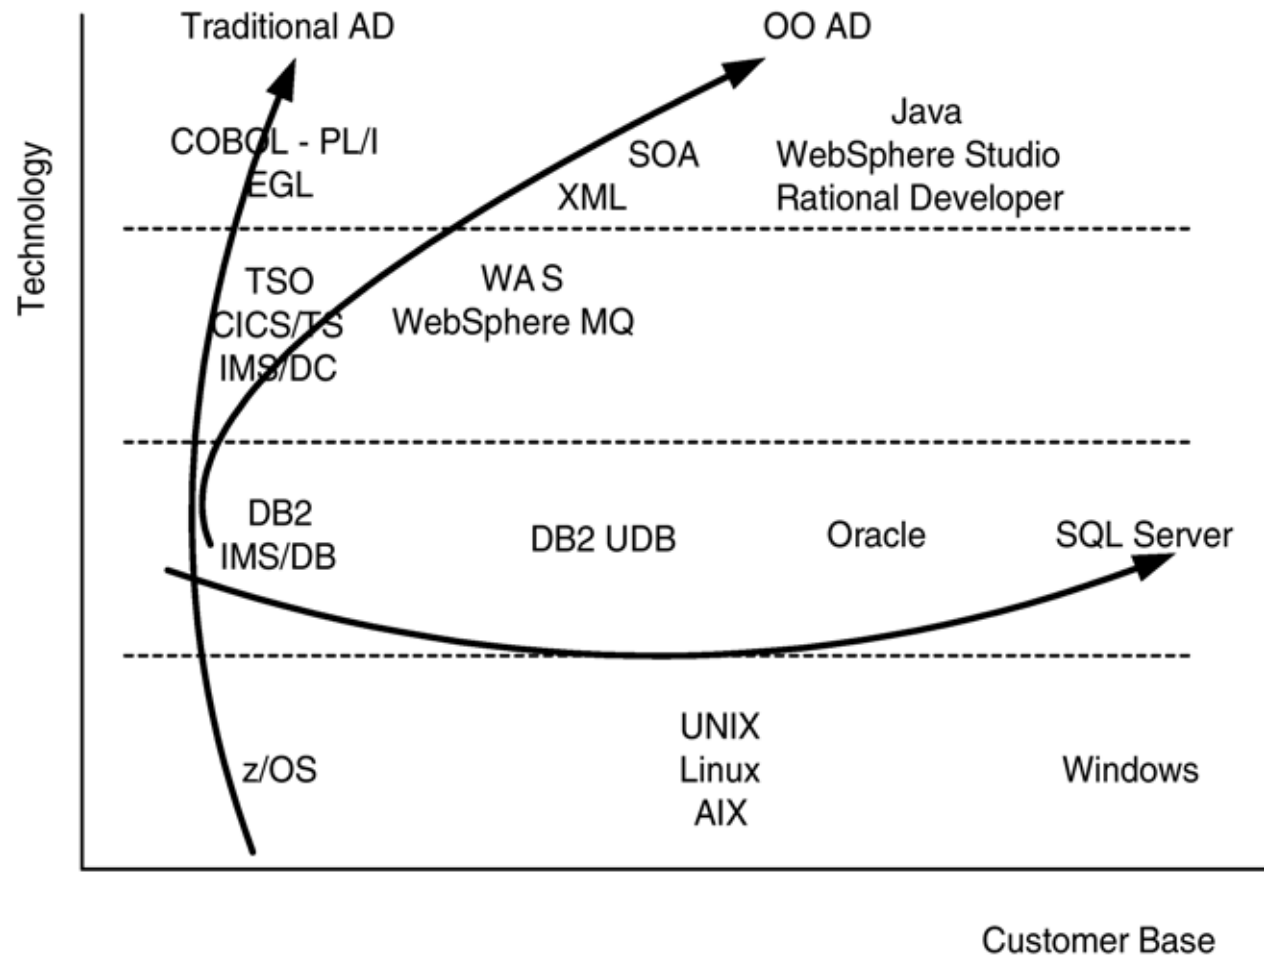 Traditional AD
OO AD
COBOL - PL/I
EGL
SOA
XML
Java
WebSphere Studio
Rational Developer
Technology
TSO
CICS/TS
IMS/DC
WA S
WebSphere MQ
DB2
IMS/DB
DB2 UDB
Oracle
SQL Server
z/OS
UNIX
Linux
AIX
Windows
Customer Base